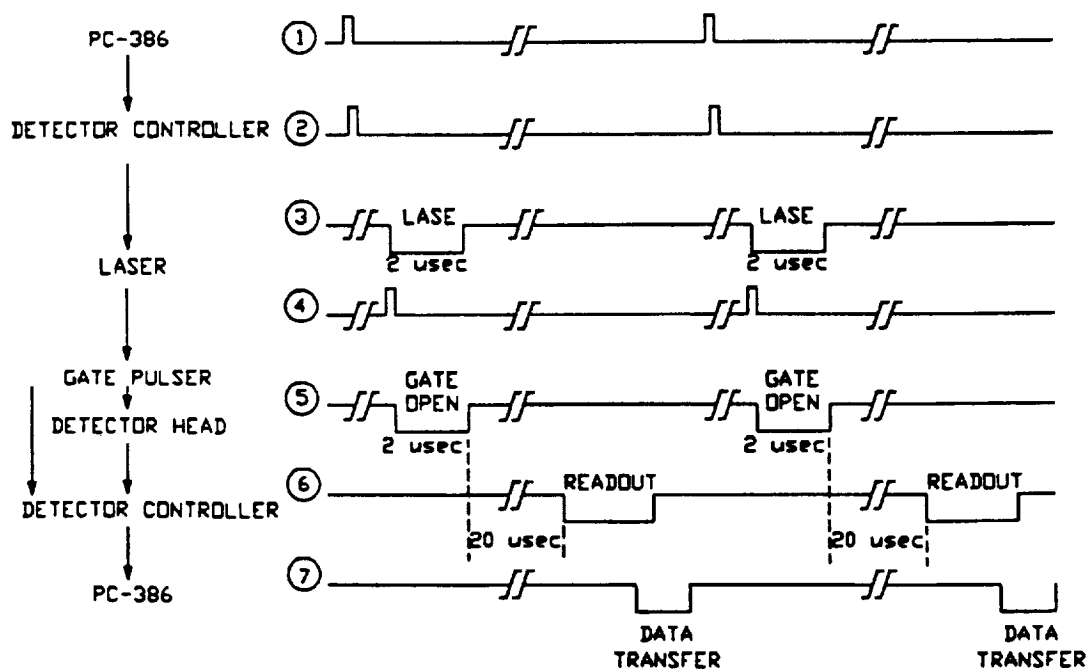 PC-386
DETECTOR CONTROLLER
LASER
GATE PULSER
DETECTOR HEAD
DETECTOR CONTROLLER
PC-386
1
2
3
LASE
LASE
2 usec
2 usec
4
5
GATE
OPEN
GATE
OPEN
2 usec
2 usec
6
READOUT
READOUT
20 usec
20 usec
7
DATA
TRANSFER
DATA
TRANSFER